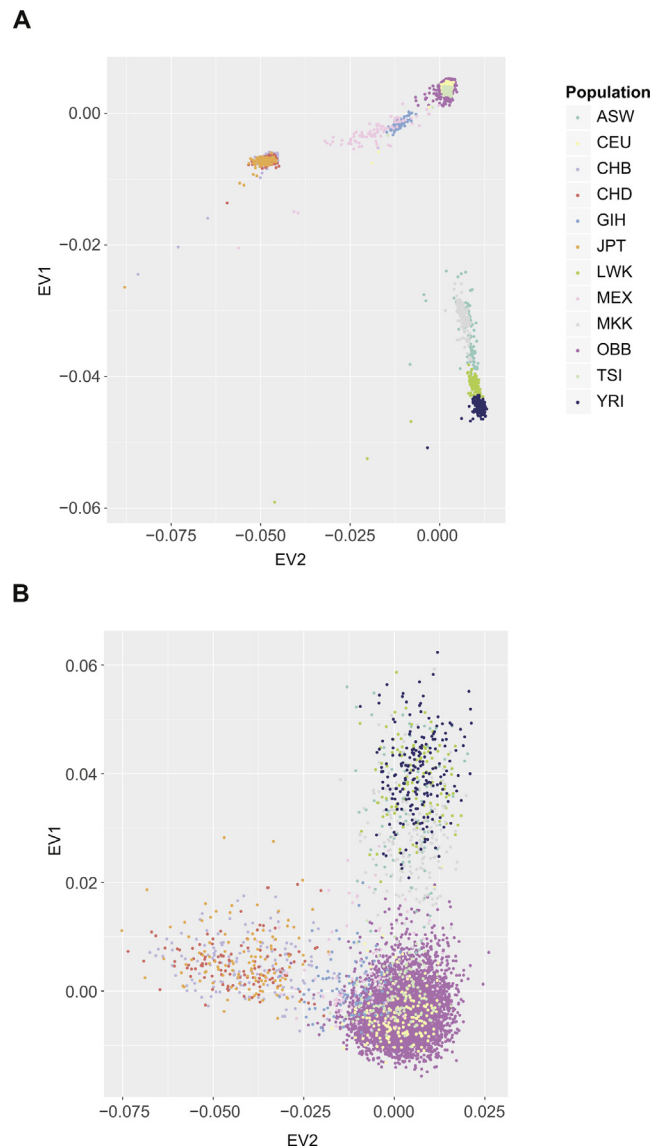 A
0.00
−0.02
−0.04
−0.06
EV1
−0.075
−0.050
−0.025
0.000
EV2
Population
ASW
CEU
CHB
CHD
GIH
JPT
LWK
MEX
MKK
OBB
TSI
YRI
B
0.06
0.04
0.02
0.00
EV1
−0.075
−0.050
−0.025
0.000
0.025
EV2